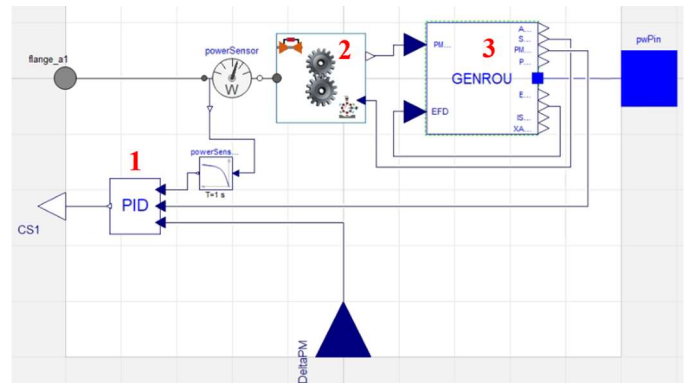 flange_a1
powerSensor
W
2
PM...
3
GENROU
EFD
A...
S...
PM...
P...
E...
IS...
XA...
pwPin
powerSens...
T=1 s
1
PID
CS1
DeltaPM